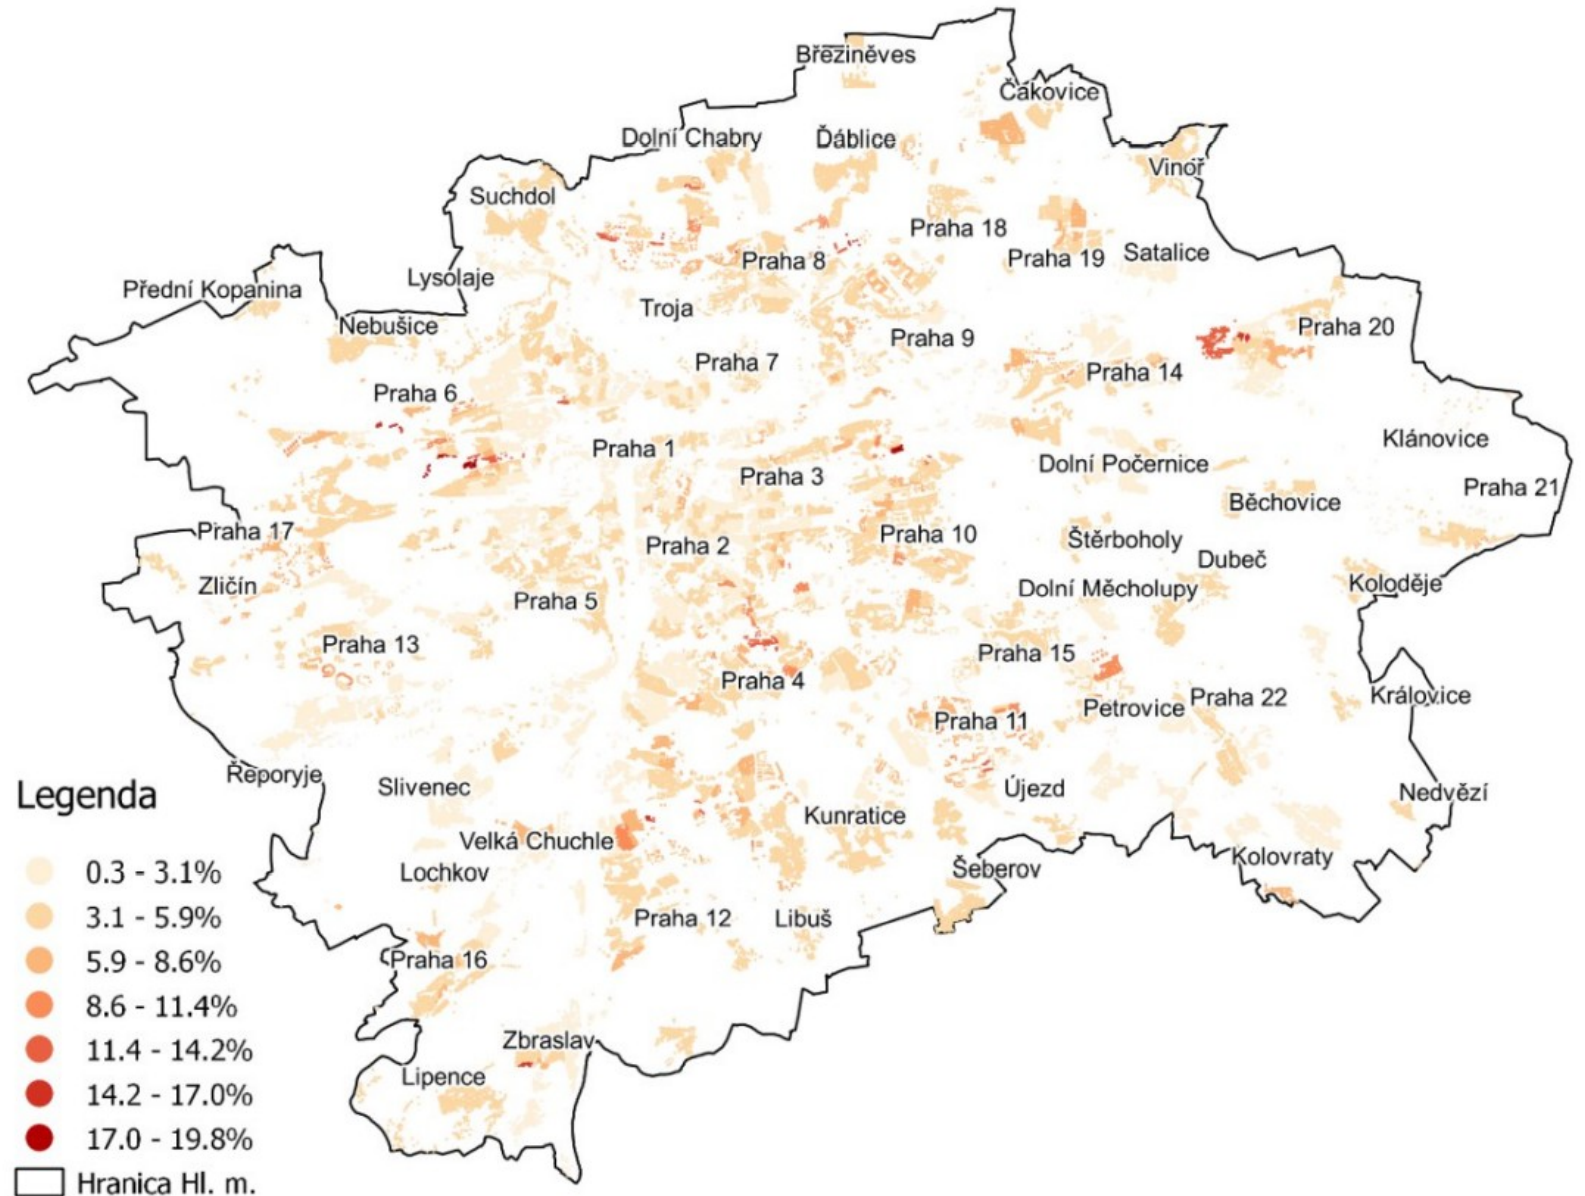 Březiněves
Čakovice
Dolní Chabry
Ďáblice
Vinoř
Suchdol
Praha 18
Praha 19
Satalice
Praha 8
Lysolaje
Přední Kopanina
Troja
Nebušice
Praha 20
Praha 9
Praha 7
Praha 14
Praha 6
Klánovice
Praha 1
Dolní Počernice
Praha 3
Praha 21
Běchovice
Praha 17
Praha 10
Praha 2
Štěrboholy
Dubeč
Zličín
Dolní Měcholupy
Koloděje
Praha 5
Praha 13
Praha 15
Praha 4
Praha 22
Královice
Petrovice
Praha 11
Řeporyje
Slivenec
Újezd
Nedvězí
Kunratice
Velká Chuchle
Kolovraty
Lochkov
Šeberov
Praha 12
Libuš
Praha 16
Zbraslav
Lipence
Legenda
0.3 - 3.1%
3.1 - 5.9%
5.9 - 8.6%
8.6 - 11.4%
11.4 - 14.2%
14.2 - 17.0%
17.0 - 19.8%
Hranica Hl. m.